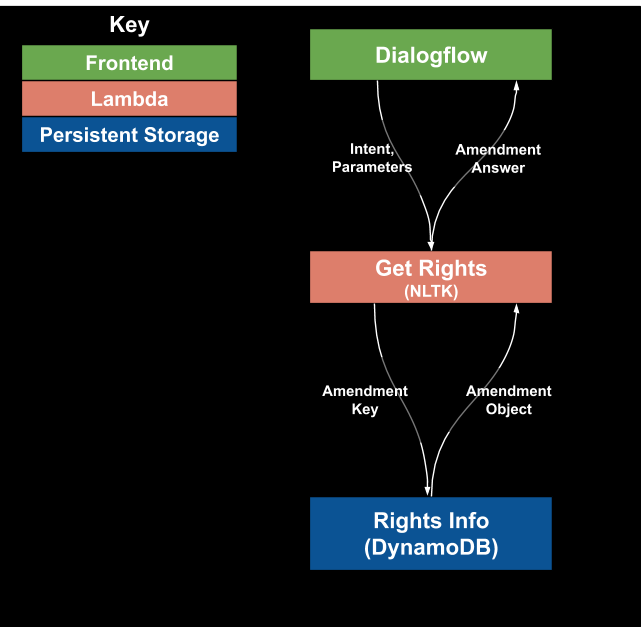 Key
Frontend
Lambda
Persistent Storage
Dialogflow
Intent,
Parameters
Amendment
Answer
Get Rights
(NLTK)
Amendment
Key
Amendment
Object
Rights Info
(DynamoDB)